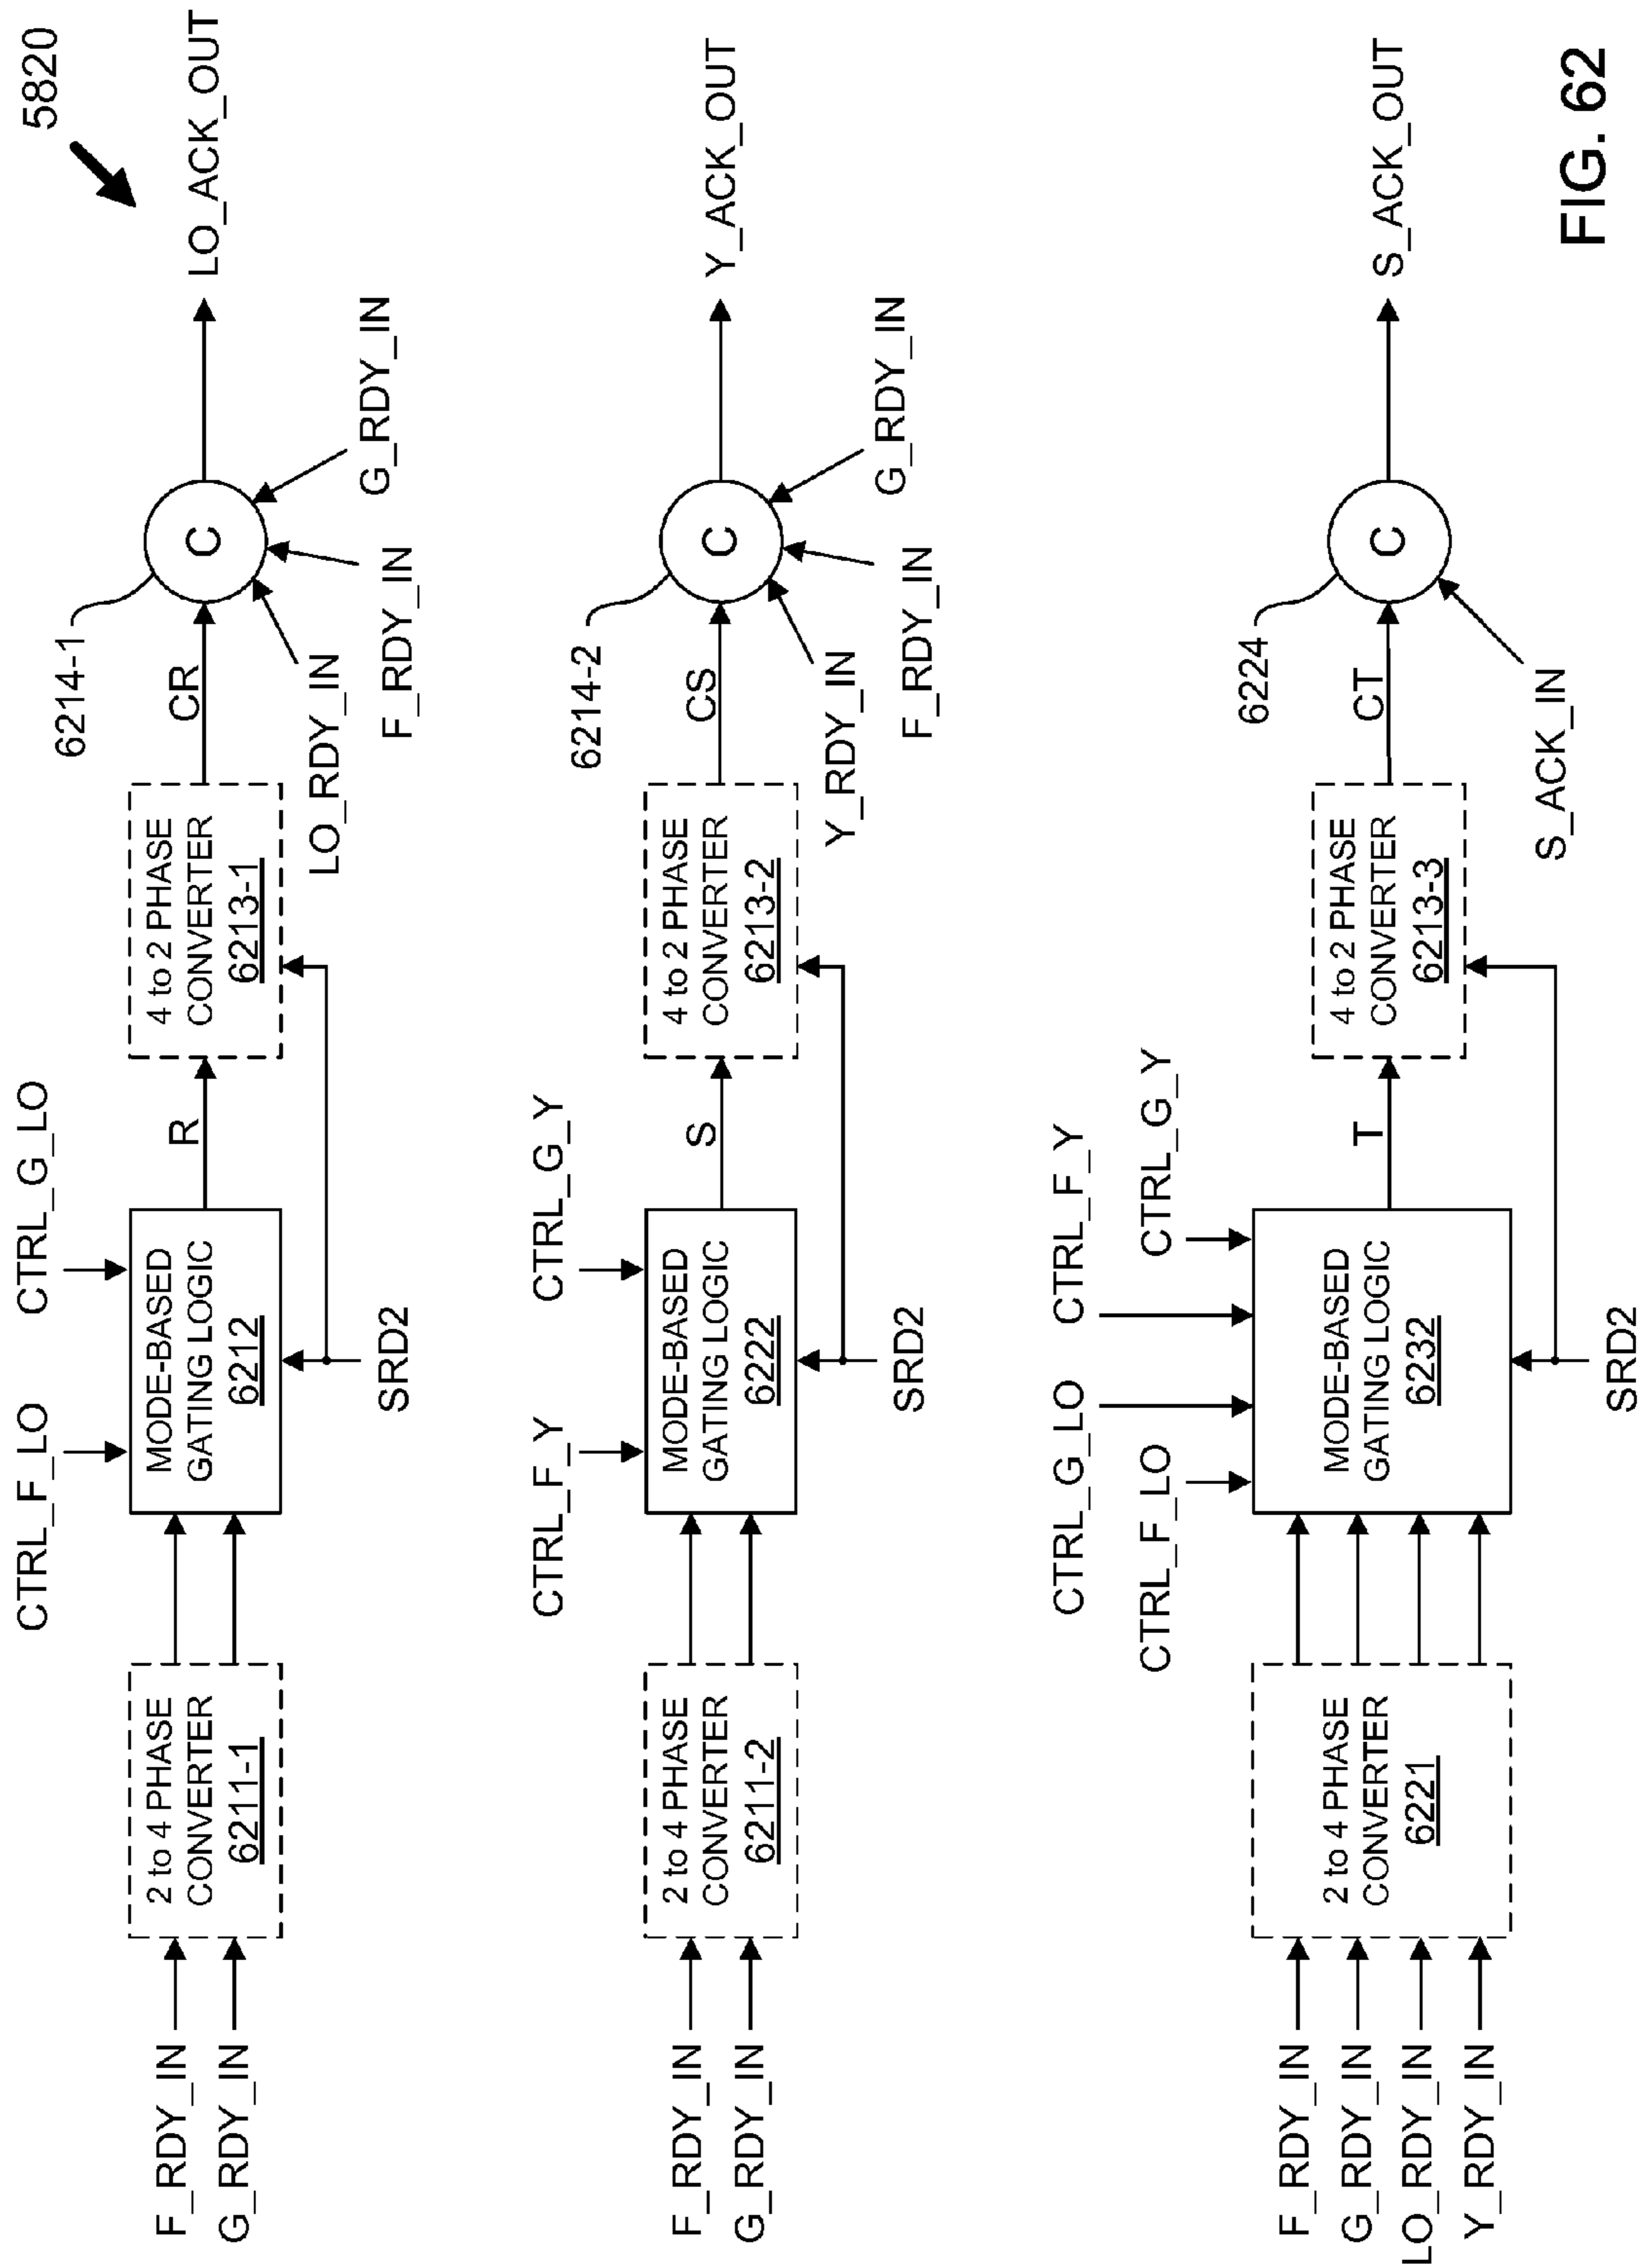 5820
F_RDY_IN
G_RDY_IN
2 to 4 PHASE
CONVERTER
6211-1
CTRL_F_LO
CTRL_G_LO
MODE-BASED
GATING LOGIC
6212
SRD2
R
4 to 2 PHASE
CONVERTER
6213-1
CR
6214-1
C
LO_RDY_IN
F_RDY_IN
G_RDY_IN
LO_ACK_OUT
F_RDY_IN
G_RDY_IN
2 to 4 PHASE
CONVERTER
6211-2
CTRL_F_Y
CTRL_G_Y
MODE-BASED
GATING LOGIC
6222
SRD2
S
4 to 2 PHASE
CONVERTER
6213-2
CS
6214-2
C
Y_RDY_IN
F_RDY_IN
G_RDY_IN
Y_ACK_OUT
F_RDY_IN
G_RDY_IN
LO_RDY_IN
Y_RDY_IN
2 to 4 PHASE
CONVERTER
6221
CTRL_G_LO
CTRL_F_Y
CTRL_F_LO
CTRL_G_Y
MODE-BASED
GATING LOGIC
6232
SRD2
T
4 to 2 PHASE
CONVERTER
6213-3
CT
6224
C
S_ACK_IN
S_ACK_OUT
FIG. 62